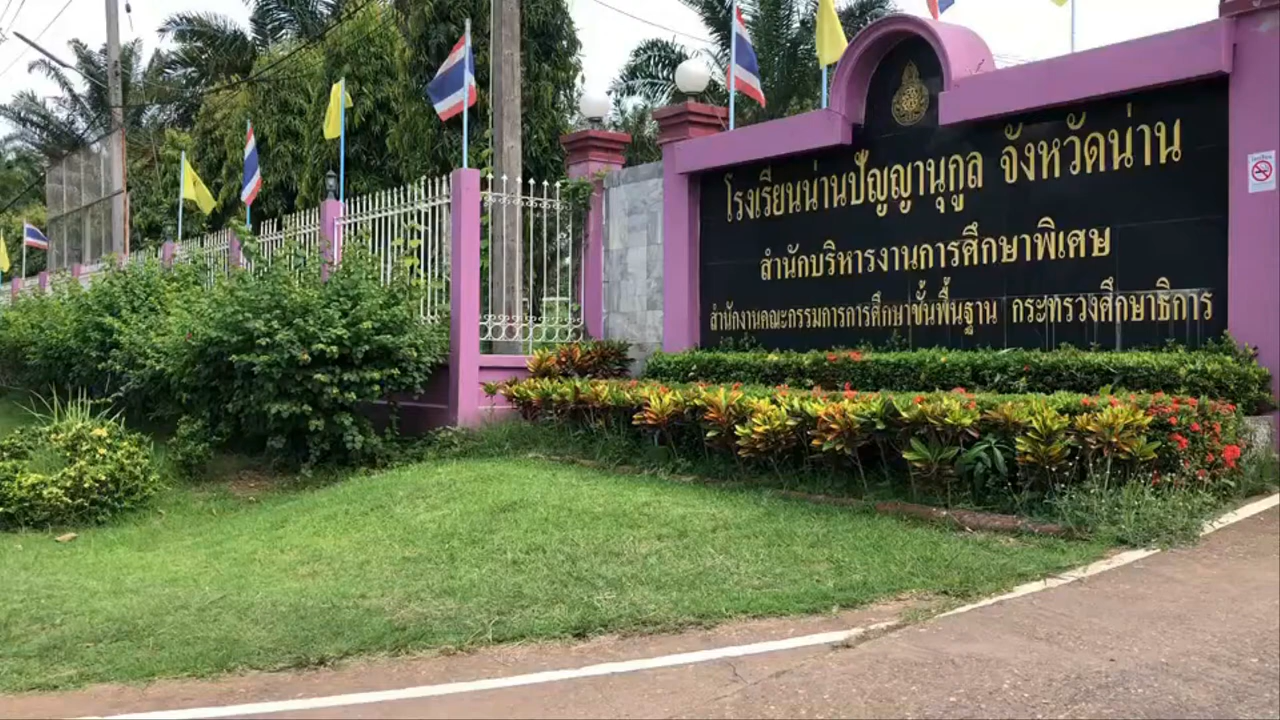 โรงเรียนน่านปัญญานุกูล จังหวัดน่าน
สำนักบริหารงานการศึกษาพิเศษ
สำนักงานคณะกรรมการการศึกษาขั้นพื้นฐาน กระทรวงศึกษาธิการ